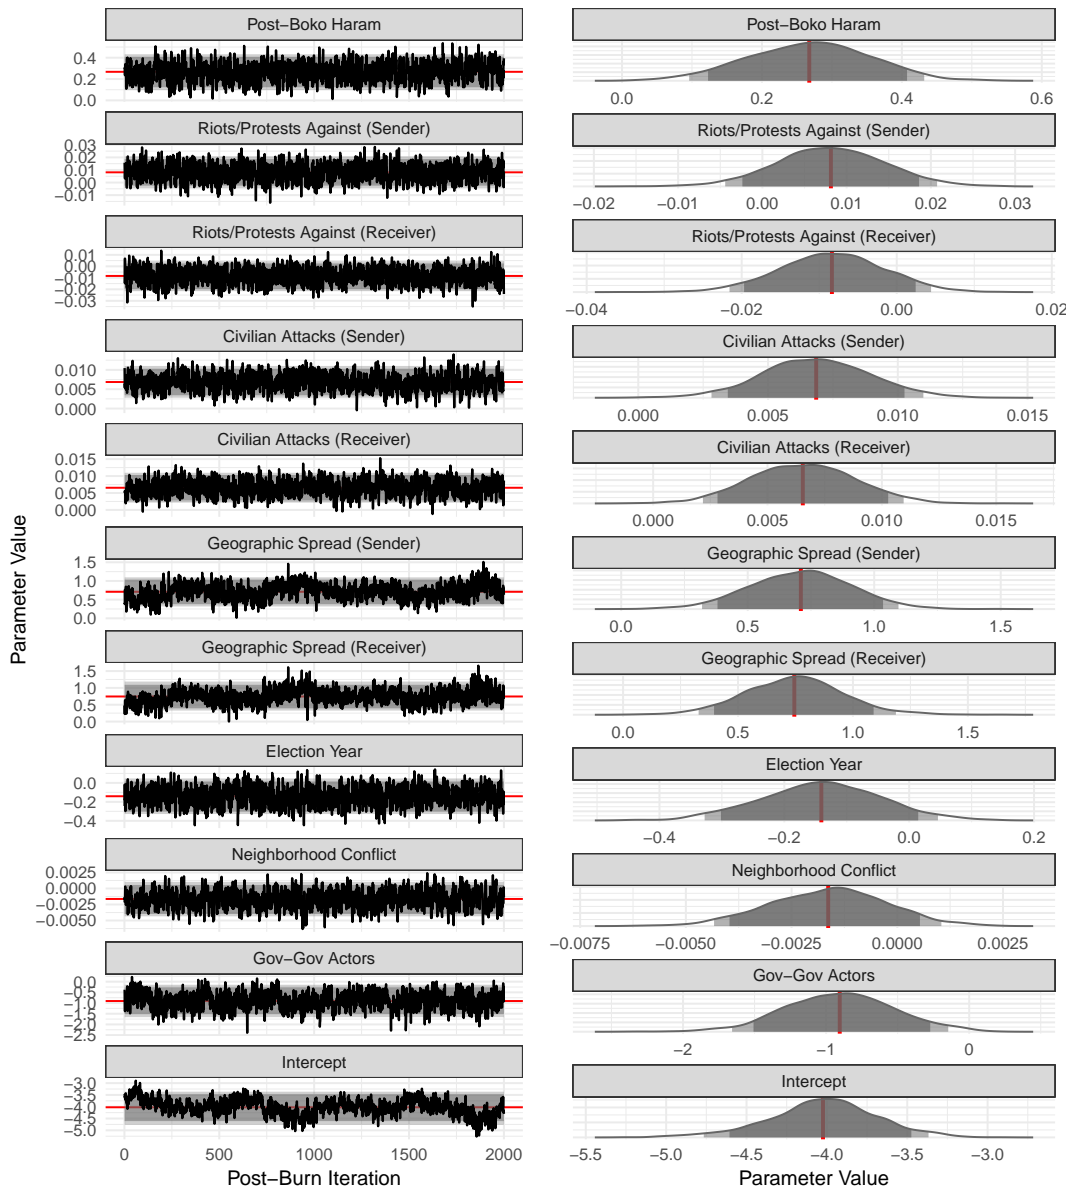 Post−Boko Haram
0.4
0.2
0.0
Riots/Protests Against (Sender)
0.03
0.02
0.01
0.00
−0.01
Riots/Protests Against (Receiver)
0.01
0.00
−0.01
−0.02
−0.03
Civilian Attacks (Sender)
0.010
0.005
0.000
Civilian Attacks (Receiver)
0.015
0.010
0.005
0.000
Geographic Spread (Sender)
1.5
1.0
0.5
0.0
Geographic Spread (Receiver)
1.5
1.0
0.5
0.0
Election Year
0.0
−0.2
−0.4
Neighborhood Conflict
0.0025
0.0000
−0.0025
−0.0050
Gov−Gov Actors
0.0
−0.5
−1.0
−1.5
−2.0
−2.5
Intercept
−3.0
−3.5
−4.0
−4.5
−5.0
0 500 1000 1500 2000
Post−Burn Iteration
Parameter Value
Post−Boko Haram
0.0 0.2 0.4 0.6
Riots/Protests Against (Sender)
−0.02 −0.01 0.00 0.01 0.02 0.03
Riots/Protests Against (Receiver)
−0.04 −0.02 0.00 0.02
Civilian Attacks (Sender)
0.000 0.005 0.010 0.015
Civilian Attacks (Receiver)
0.000 0.005 0.010 0.015
Geographic Spread (Sender)
0.0 0.5 1.0 1.5
Geographic Spread (Receiver)
0.0 0.5 1.0 1.5
Election Year
−0.4 −0.2 0.0 0.2
Neighborhood Conflict
−0.0075 −0.0050 −0.0025 0.0000 0.0025
Gov−Gov Actors
−2 −1 0
Intercept
−5.5 −5.0 −4.5 −4.0 −3.5 −3.0
Parameter Value